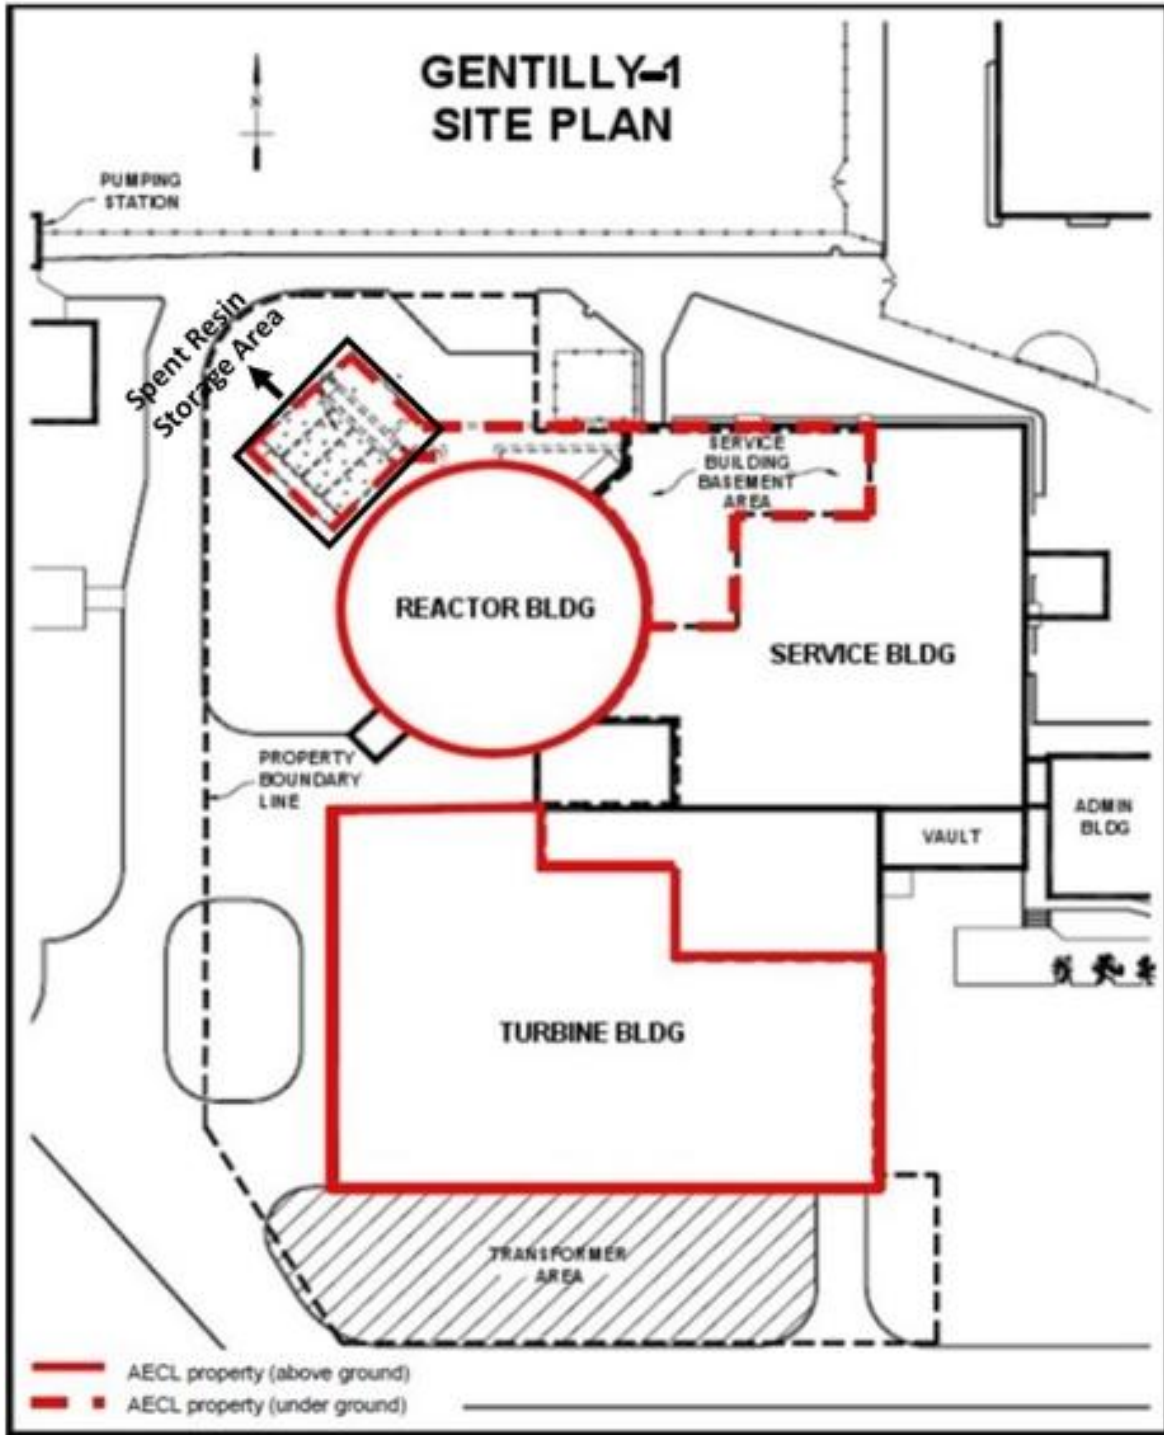 GENTILLY-1
SITE PLAN
N
PUMPING
STATION
Spent Resin
Storage Area
SERVICE
BUILDING
BASEMENT
AREA
REACTOR BLDG
SERVICE BLDG
PROPERTY
BOUNDARY
LINE
ADMIN
BLDG
VAULT
TURBINE BLDG
TRANSFORMER
AREA
AECL property (above ground)
AECL property (under ground)